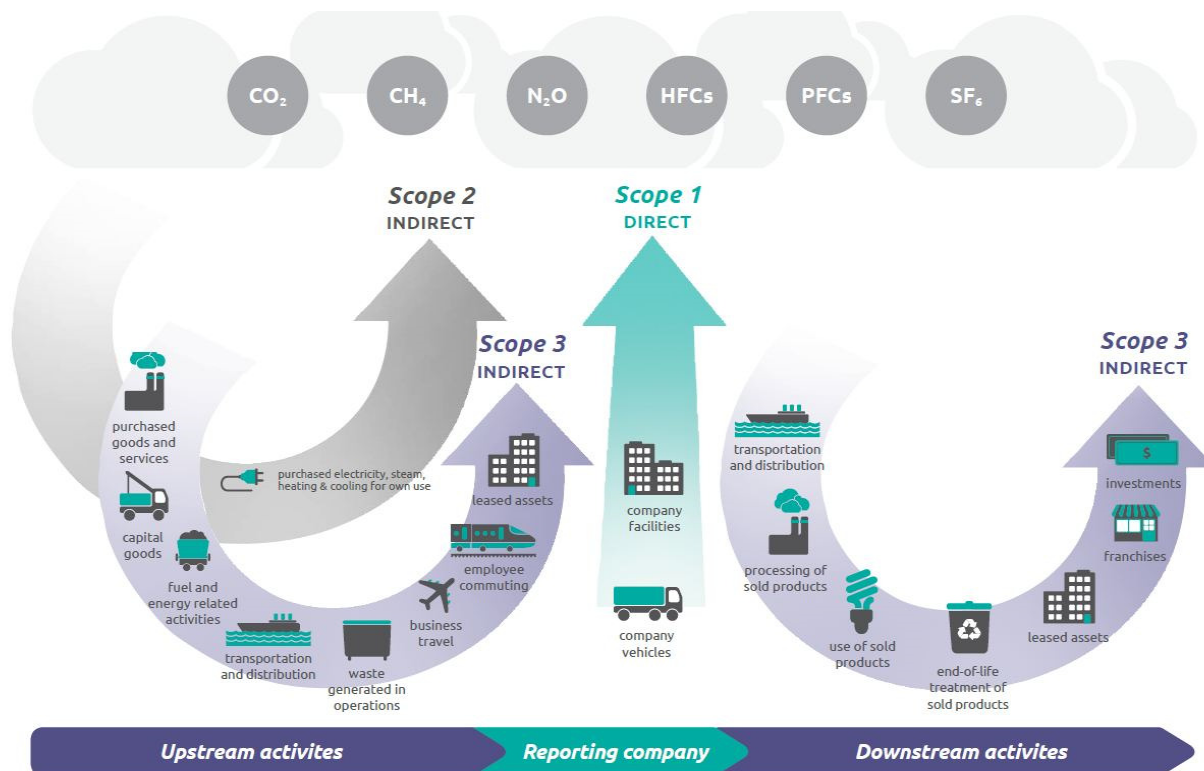 CO₂
CH₄
N₂O
HFCs
PFCs
SF₆
Scope 2
INDIRECT
Scope 1
DIRECT
Scope 3
INDIRECT
Scope 3
INDIRECT
purchased
goods and
services
capital
goods
fuel and
energy related
activities
purchased electricity, steam,
heating & cooling for own use
transportation
and distribution
waste
generated in
operations
business
travel
employee
commuting
leased assets
company
facilities
company
vehicles
transportation
and distribution
processing of
sold products
use of sold
products
end-of-life
treatment of
sold products
leased assets
franchises
$
investments
Upstream activites
Reporting company
Downstream activites